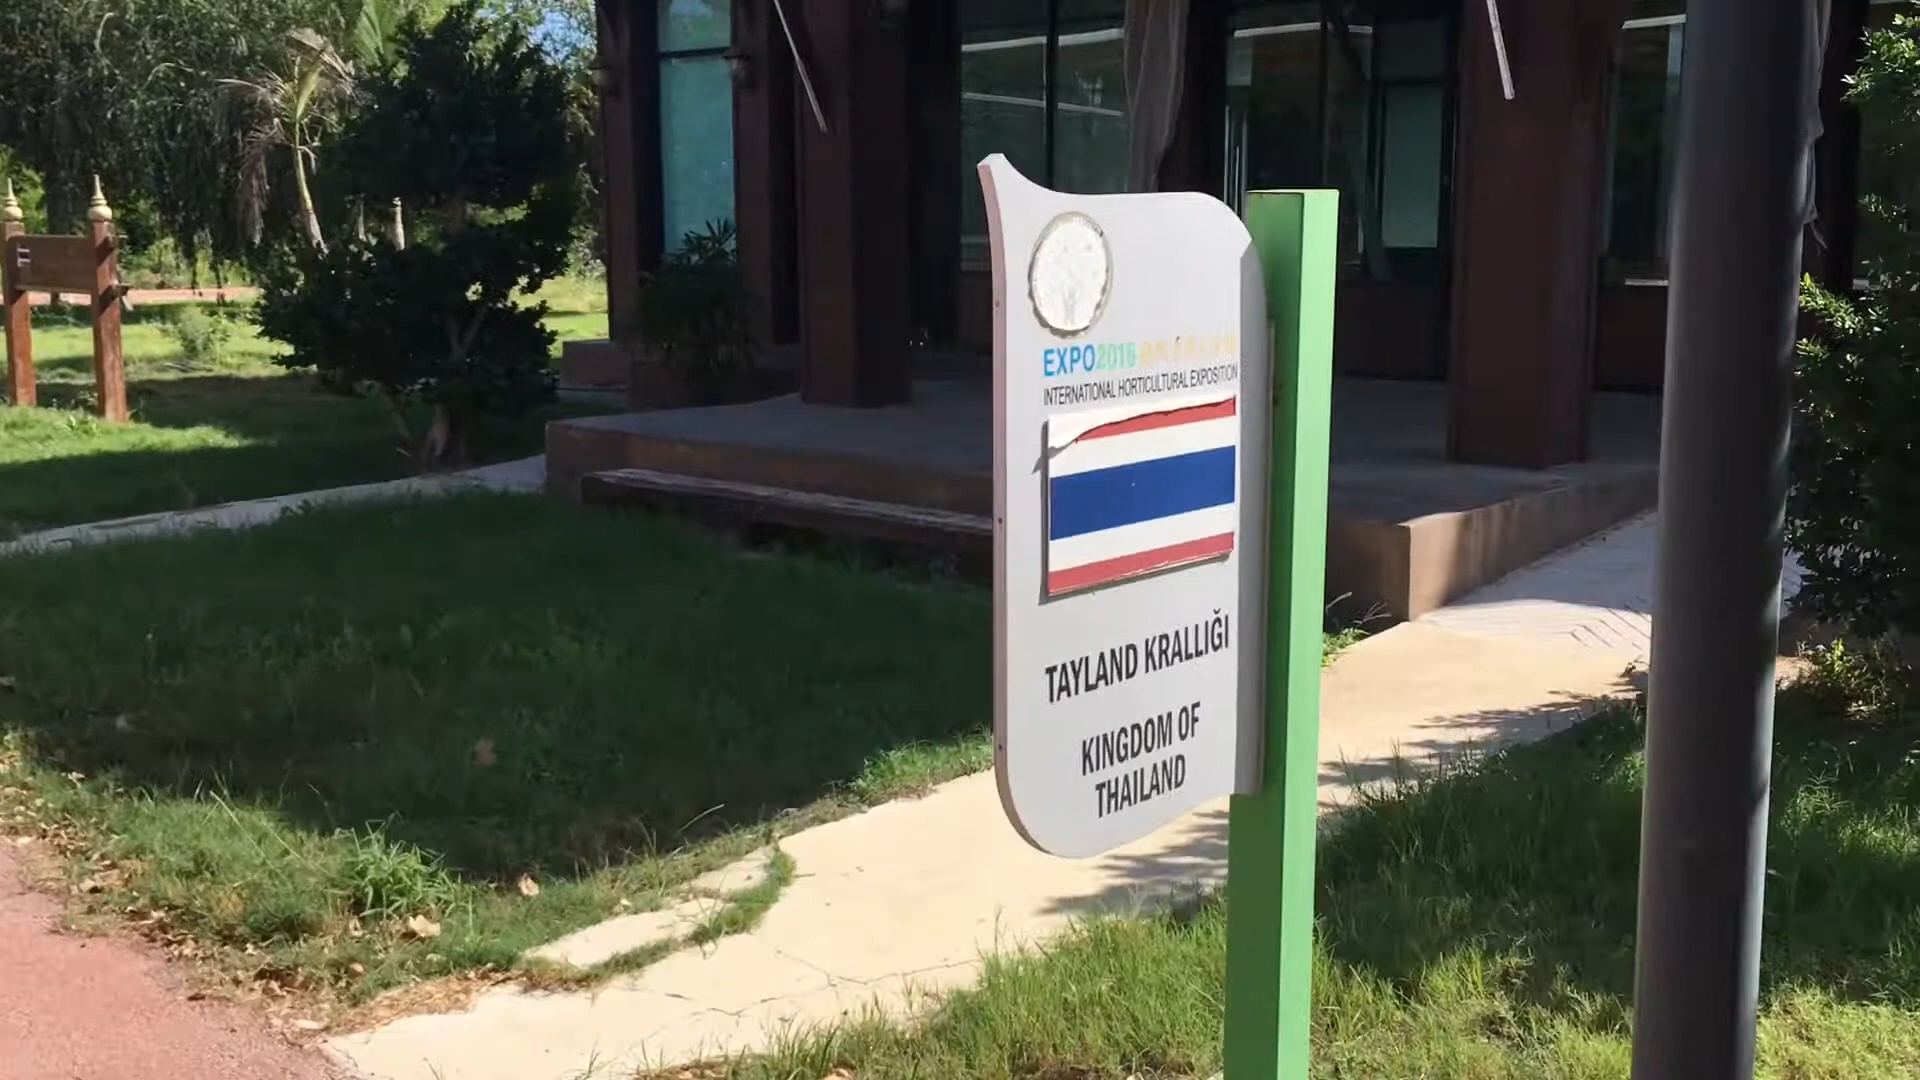 EXPO2016
INTERNATIONAL HORTICULTURAL EXPOSITION
TAYLAND KRALLIĞI
KINGDOM OF
THAILAND